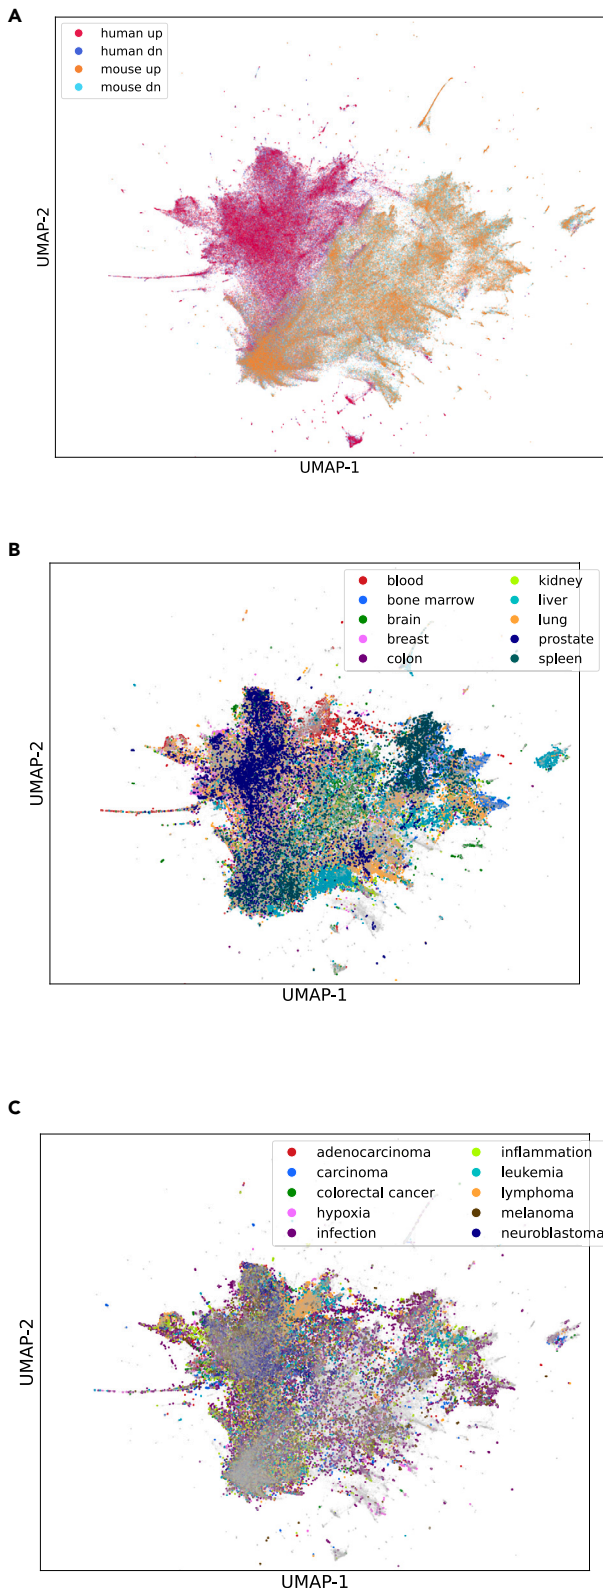 A
human up
human dn
mouse up
mouse dn
UMAP-2
UMAP-1
B
blood
bone marrow
brain
breast
colon
kidney
liver
lung
prostate
spleen
UMAP-2
UMAP-1
C
adenocarcinoma
carcinoma
colorectal cancer
hypoxia
infection
inflammation
leukemia
lymphoma
melanoma
neuroblastoma
UMAP-2
UMAP-1